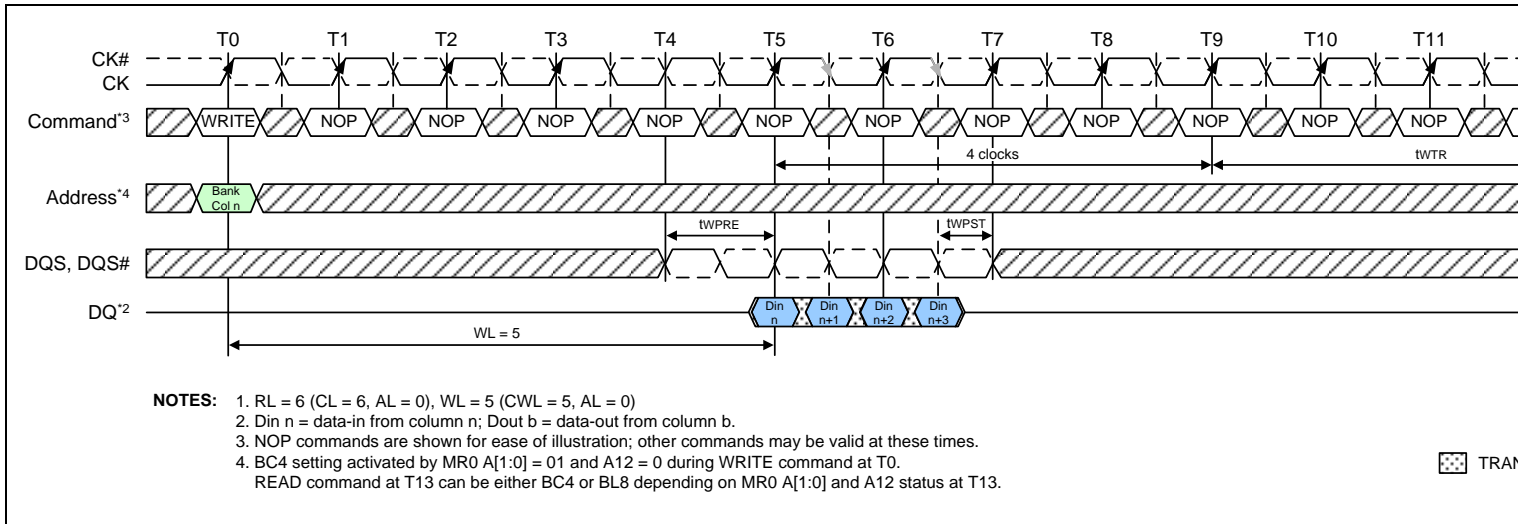 T0 T1 T2 T3 T4 T5 T6 T7 T8 T9 T10 T11
CK#
CK
Command*3 WRITE NOP NOP NOP NOP NOP NOP NOP NOP NOP NOP NOP
4 clocks tWTR
Address*4 Bank
Col n
tWPRE tWPST
DQS, DQS#
DQ*2 Din Din Din Din
n n+1 n+2 n+3
WL = 5
NOTES: 1. RL = 6 (CL = 6, AL = 0), WL = 5 (CWL = 5, AL = 0)
2. Din n = data-in from column n; Dout b = data-out from column b.
3. NOP commands are shown for ease of illustration; other commands may be valid at these times.
4. BC4 setting activated by MR0 A[1:0] = 01 and A12 = 0 during WRITE command at T0.
READ command at T13 can be either BC4 or BL8 depending on MR0 A[1:0] and A12 status at T13.
TRAN